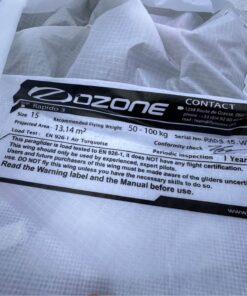 OZONE
CONTACT
Rapido 3
Size 15 Recommended Flying Weight 50 - 100 kg
Projected Area: 13.14 m² Serial No.
Load Test: EN 926-1 Air Turquoise Conformity check
Periodic inspection 1 Year
This paraglider is load tested to EN 926-1, it does NOT have any flight certification.
This wing should only be used by experienced, expert pilots.
Users and future purchasers of this wing should be made aware of the gliders uncer
DO NOT fly this wing unless you have the necessary skills to do so.
Read the Warning label and the Manual before use.